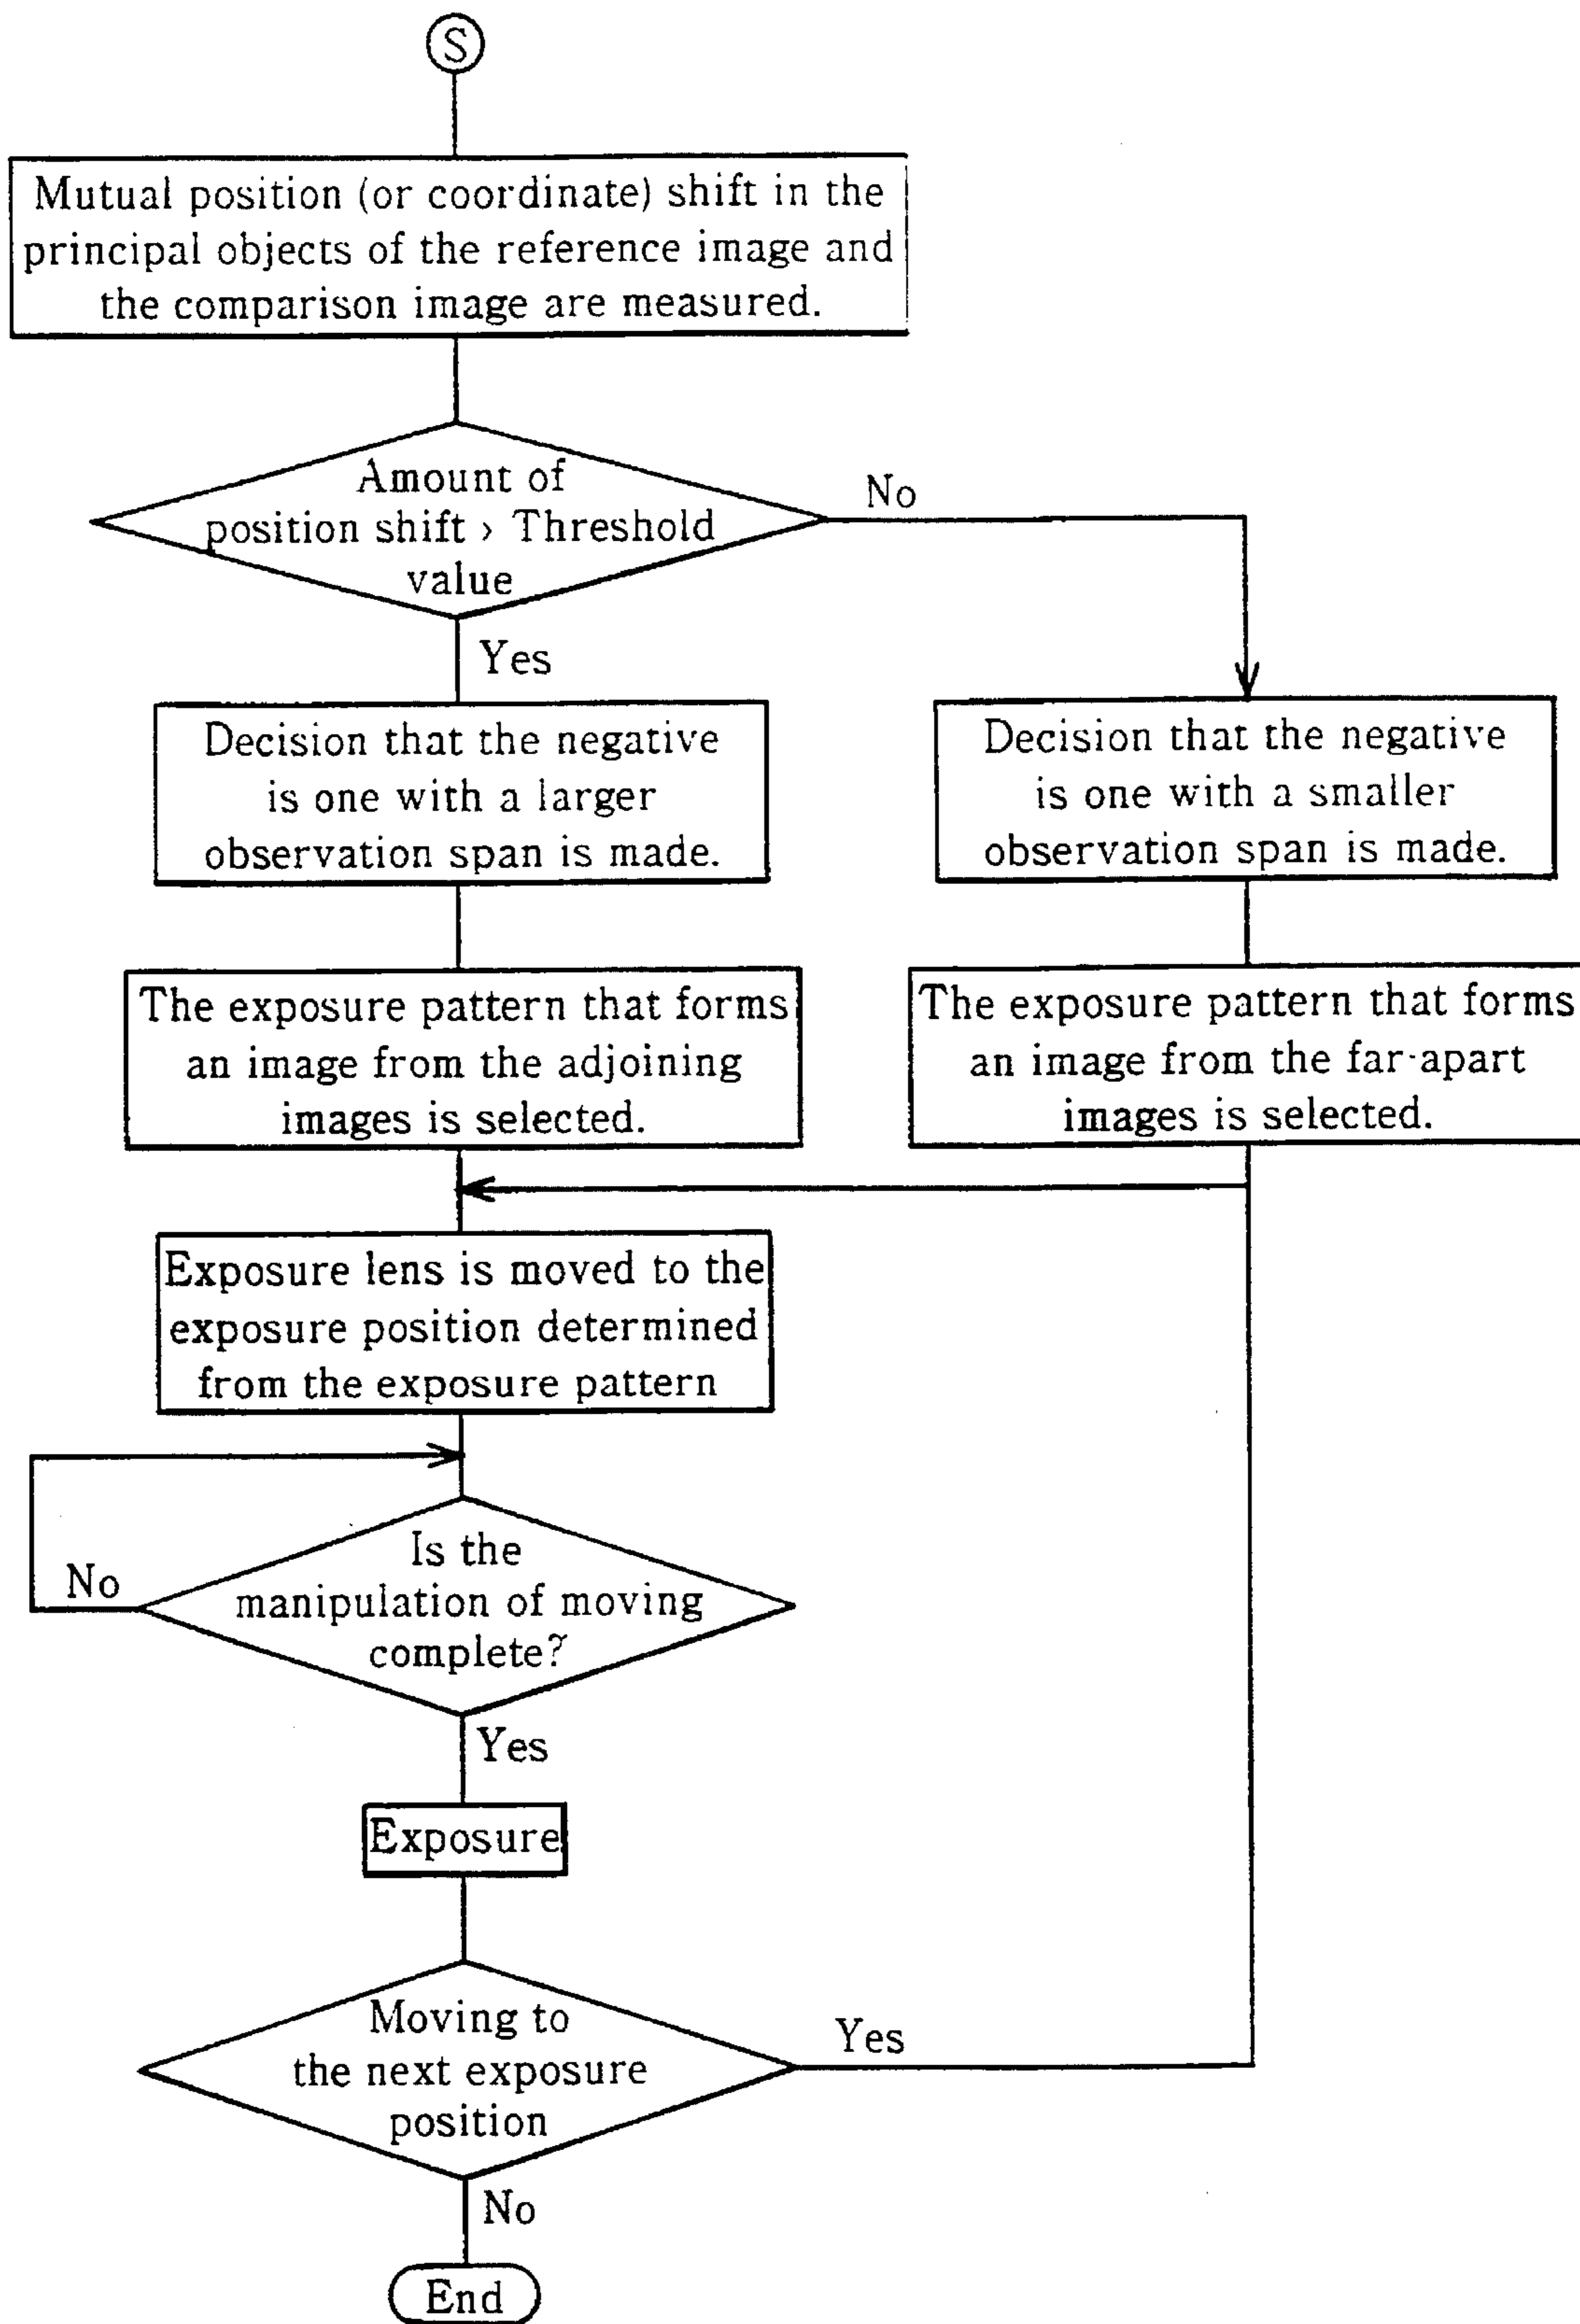 S
Mutual position (or coordinate) shift in the
principal objects of the reference image and
the comparison image are measured.
Amount of
position shift > Threshold
value
No
Yes
Decision that the negative
is one with a larger
observation span is made.
Decision that the negative
is one with a smaller
observation span is made.
The exposure pattern that forms
an image from the adjoining
images is selected.
The exposure pattern that forms
an image from the far-apart
images is selected.
Exposure lens is moved to the
exposure position determined
from the exposure pattern
Is the
manipulation of moving
complete?
No
Yes
Exposure
Moving to
the next exposure
position
Yes
No
End